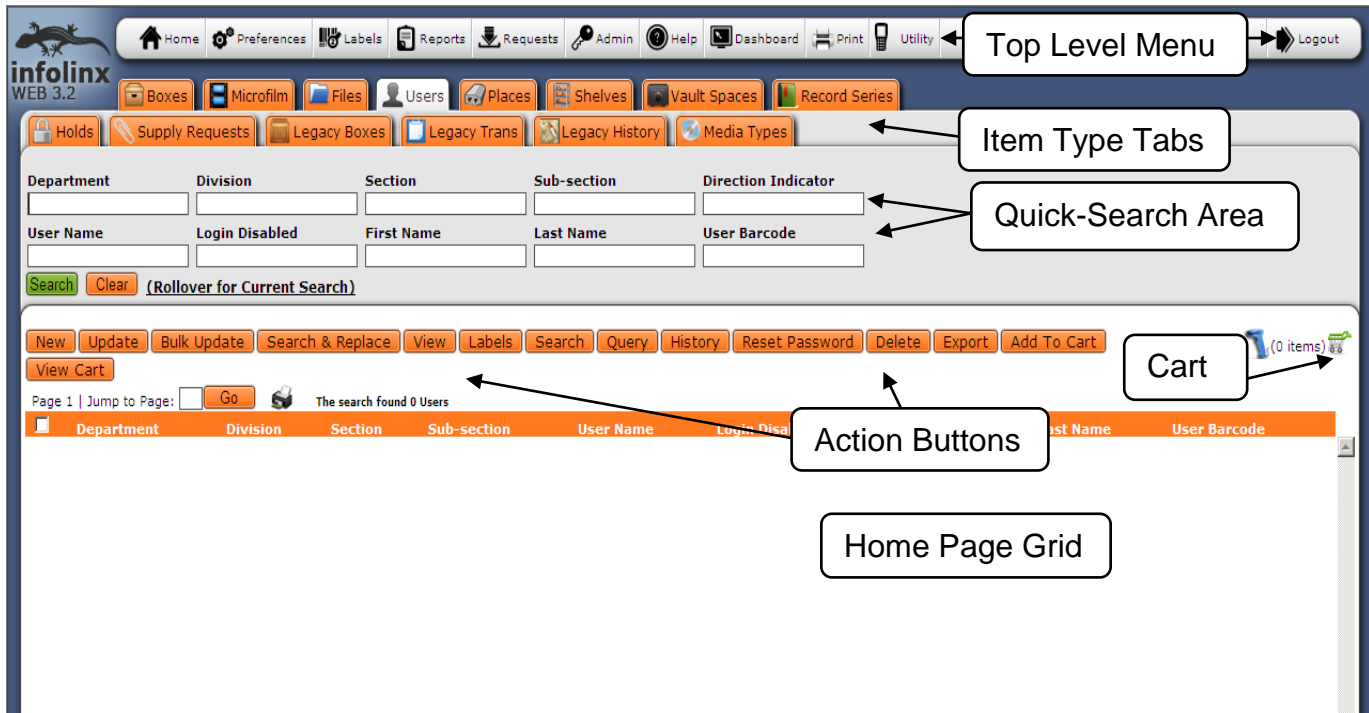 Home Preferences Labels Reports Requests Admin Help Dashboard Print Utility Top Level Menu Logout
infolinx
WEB 3.2
Boxes Microfilm Files Users Places Shelves Vault Spaces Record Series
Holds Supply Requests Legacy Boxes Legacy Trans Legacy History Media Types
Item Type Tabs
Department Division Section Sub-section Direction Indicator
Quick-Search Area
User Name Login Disabled First Name Last Name User Barcode
Search Clear (Rollover for Current Search)
New Update Bulk Update Search & Replace View Labels Search Query History Reset Password Delete Export Add To Cart (0 items)
View Cart
Cart
Page 1 | Jump to Page: Go The search found 0 Users
Department Division Section Sub-section User Name Login Disa ast Name User Barcode
Action Buttons
Home Page Grid